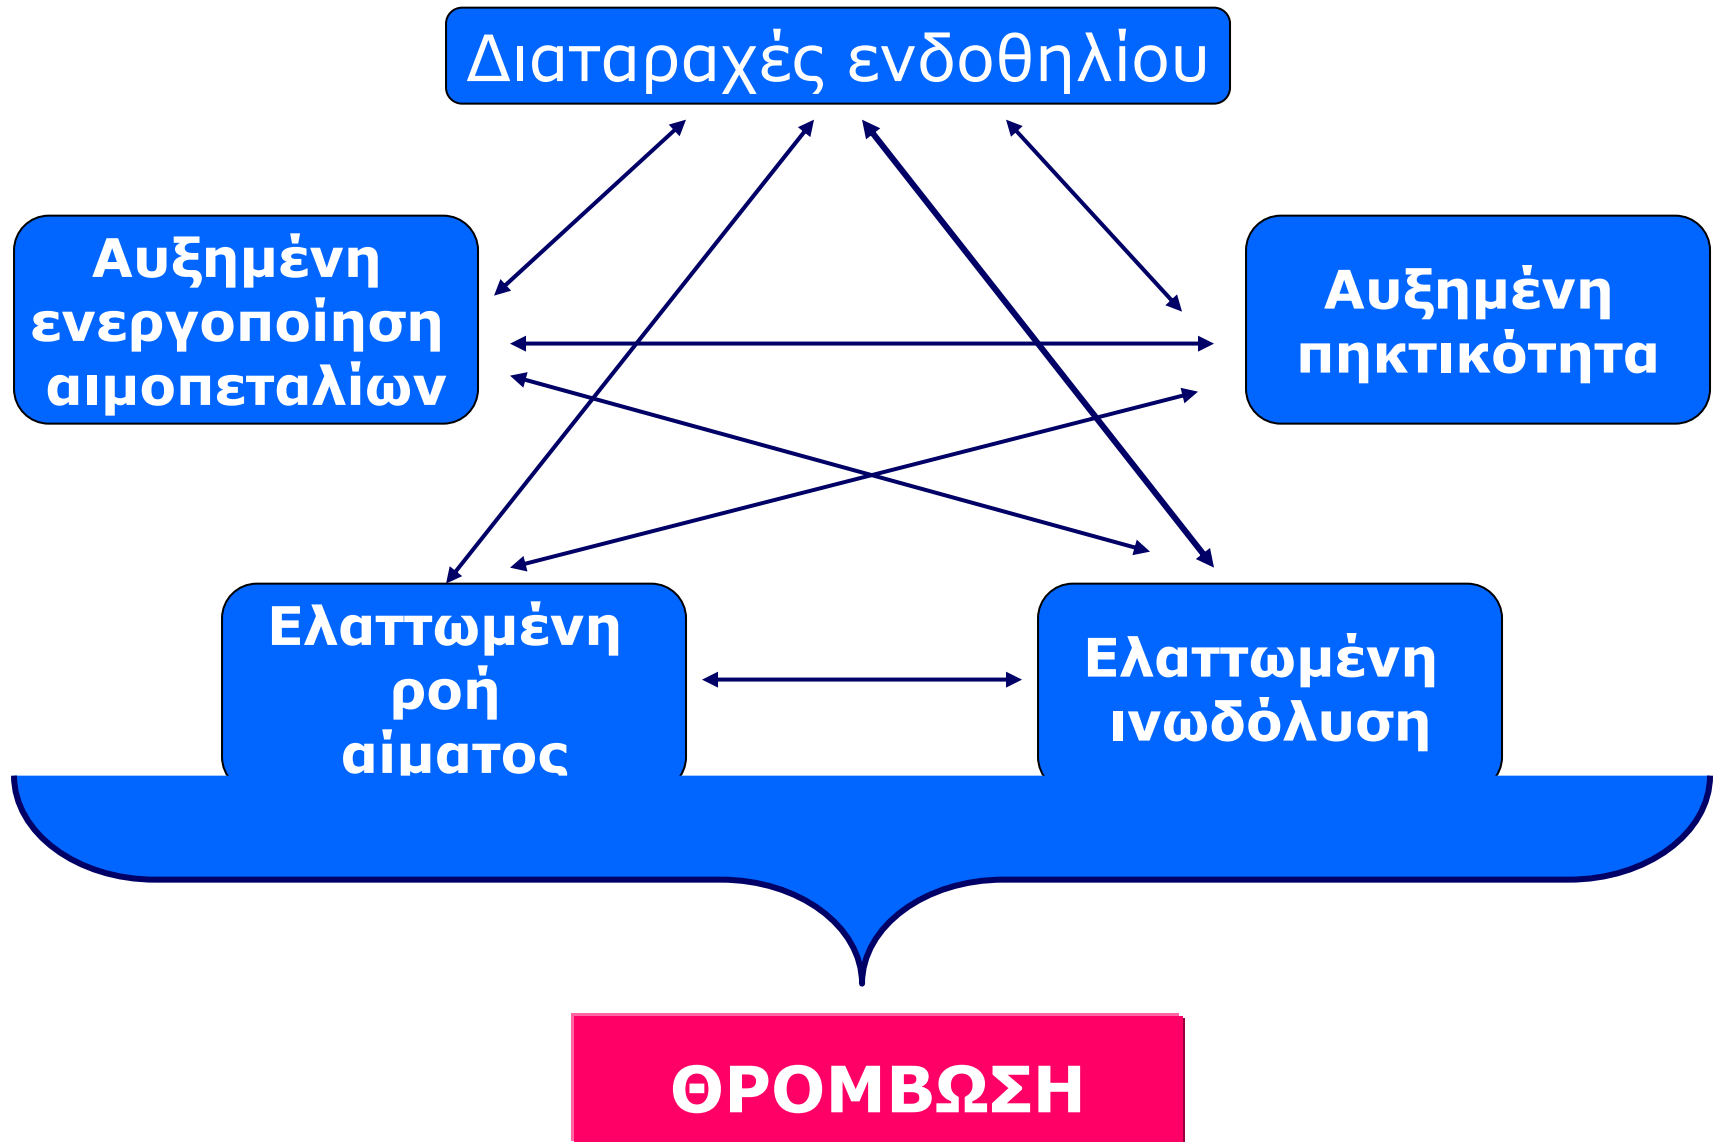 Διαταραχές ενδοθηλίου
Αυξημένη
ενεργοποίηση
αιμοπεταλίων
Αυξημένη
πηκτικότητα
Ελαττωμένη
ροή
αίματος
Ελαττωμένη
ινωδόλυση
ΘΡΟΜΒΩΣΗ